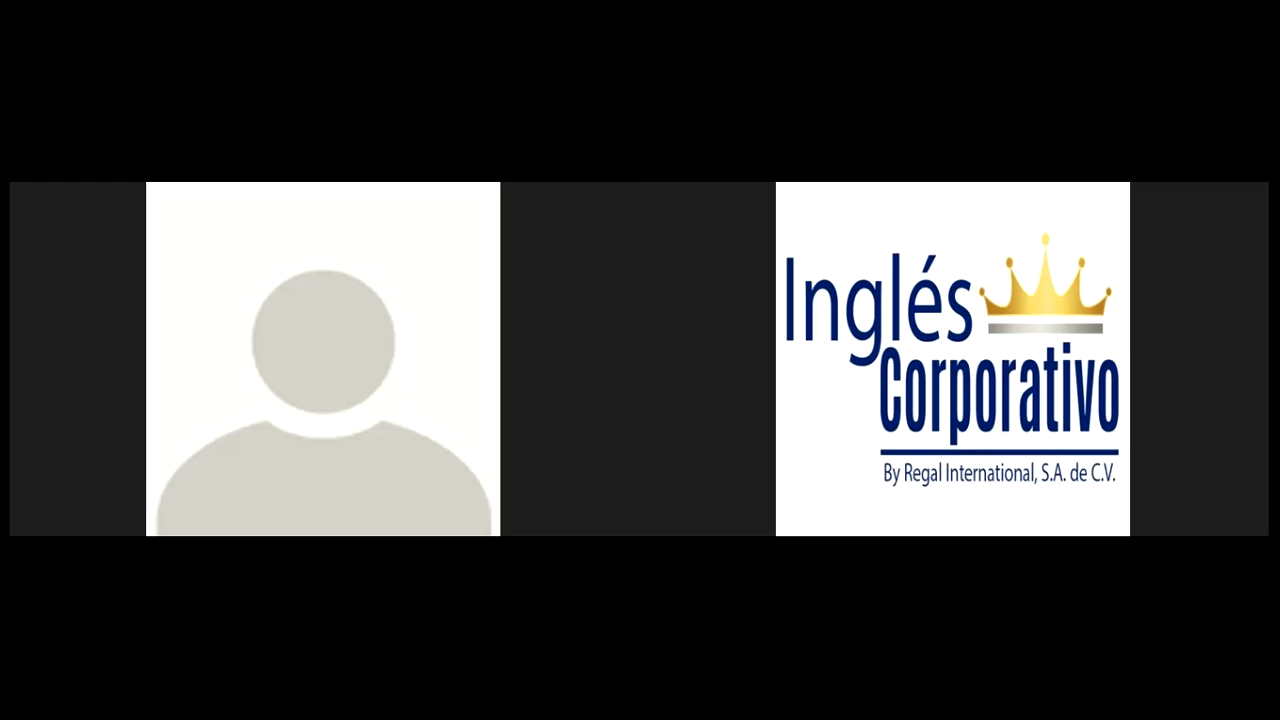 Inglés
Corporativo
By Regal International, S.A. de C.V.